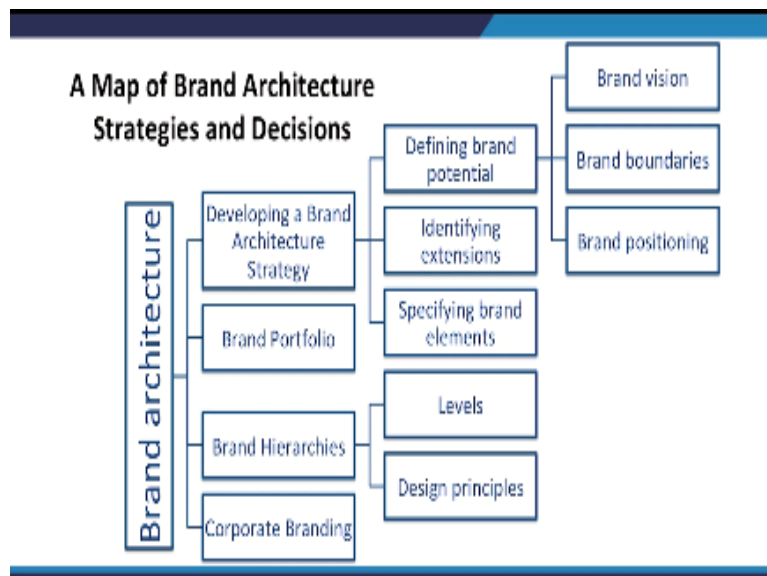 A Map of Brand Architecture
Strategies and Decisions
Brand architecture
Developing a Brand
Architecture
Strategy
Brand Portfolio
Brand Hierarchies
Corporate Branding
Defining brand
potential
Identifying
extensions
Specifying brand
elements
Levels
Design principles
Brand vision
Brand boundaries
Brand positioning